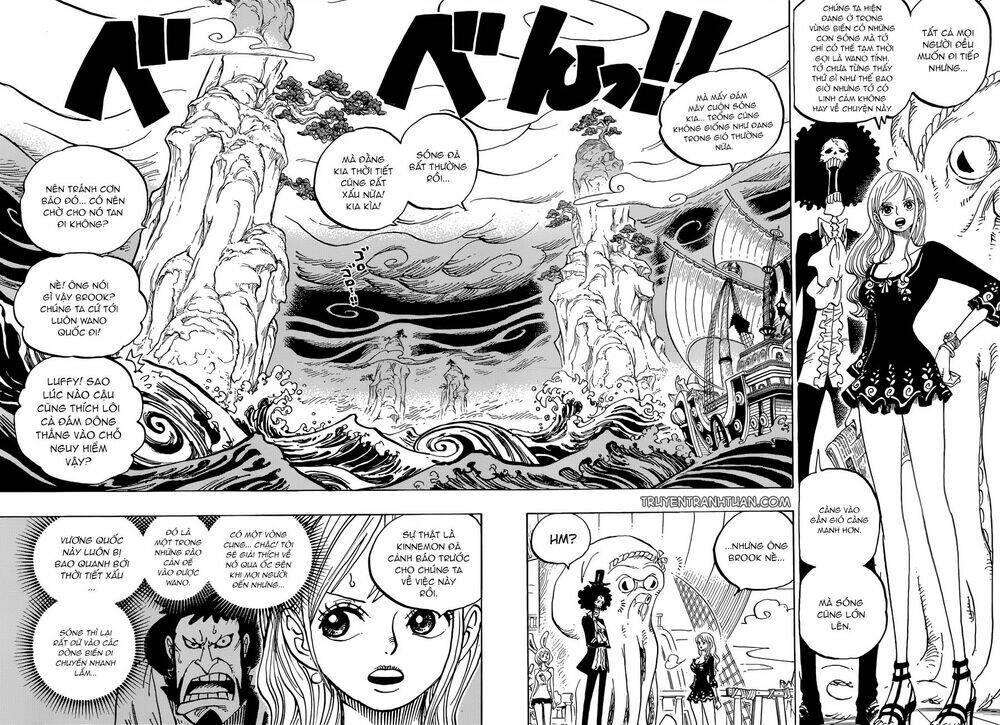 TẤT CẢ MỌI
NGƯỜI ĐỀU
MUỐN ĐI TIẾP
NHƯNG...
CHÚNG TA HIỆN
ĐANG Ở TRONG
VÙNG BIỂN CÓ NHỮNG
CON SÓNG MÀ TỚ
CHỈ CÓ THỂ TẠM THỜI
GỌI LÀ WANO TÍNH.
TỚ CHƯA TỪNG THẤY
THỨ GÌ NHƯ THẾ BAO
GIỜ NHƯNG TỚ CÓ
LINH CẢM KHÔNG
HAY VỀ CHUYỆN NÀY.
CÀNG VÀO
GẦN GIÓ CÀNG
MẠNH HƠN.
MÀ SÓNG
CŨNG LỚN
LÊN.
ベベんっ!!
MÀ MẤY ĐÁM
MÂY CUỘN SÓNG
KIA... TRÔNG CŨNG
KHÔNG GIỐNG NHƯ ĐANG
TRONG GIÓ THƯỜNG
NỮA.
SÓNG ĐÃ
BẤT THƯỜNG
RỒI...
MÀ ĐẰNG
KIA THỜI TIẾT
CŨNG RẤT
XẤU NỮA!
KIA KÌA!
ゴロゴロ
NÊN TRÁNH CƠN
BÃO ĐÓ... CÓ NÊN
CHỜ CHO NÓ TAN
ĐI KHÔNG?
NÈ! ÔNG NÓI
GÌ VẬY BROOK?
CHÚNG TA CỨ TỚI
LUÔN WANO
QUỐC ĐI!
LUFFY! SAO
LÚC NÀO CẬU
CŨNG THÍCH LÔI
CẢ ĐÁM DÔNG
THẲNG VÀO CHỖ
NGUY HIỂM
VẬY?
TRUYENTRANHTUAN.COM
...NHƯNG ÔNG
BROOK NÈ...
HM?
SỰ THẬT LÀ
KINNEMON ĐÃ
CẢNH BÁO TRƯỚC
CHO CHÚNG TA
VỀ VIỆC NÀY
RỒI.
CÓ MỘT VÒNG
CUNG... CHẬC! TÔI
SẼ GIẢI THÍCH VỀ
NÓ QUA ỐC SÊN
KHI MỌI NGƯỜI
ĐẾN NHƯNG...
ĐÓ LÀ MỘT
TRONG
NHỮNG RÀO
CẢN ĐỂ
VÀO ĐƯỢC
WANO.
VƯƠNG QUỐC
NÀY LUÔN BỊ
BAO QUANH BỞI
THỜI TIẾT XẤU
...
SÓNG THÌ LẠI
RẤT DỮ VÀO CÁC
DÒNG BIỂN DI
CHUYỂN NHANH
LẮM...